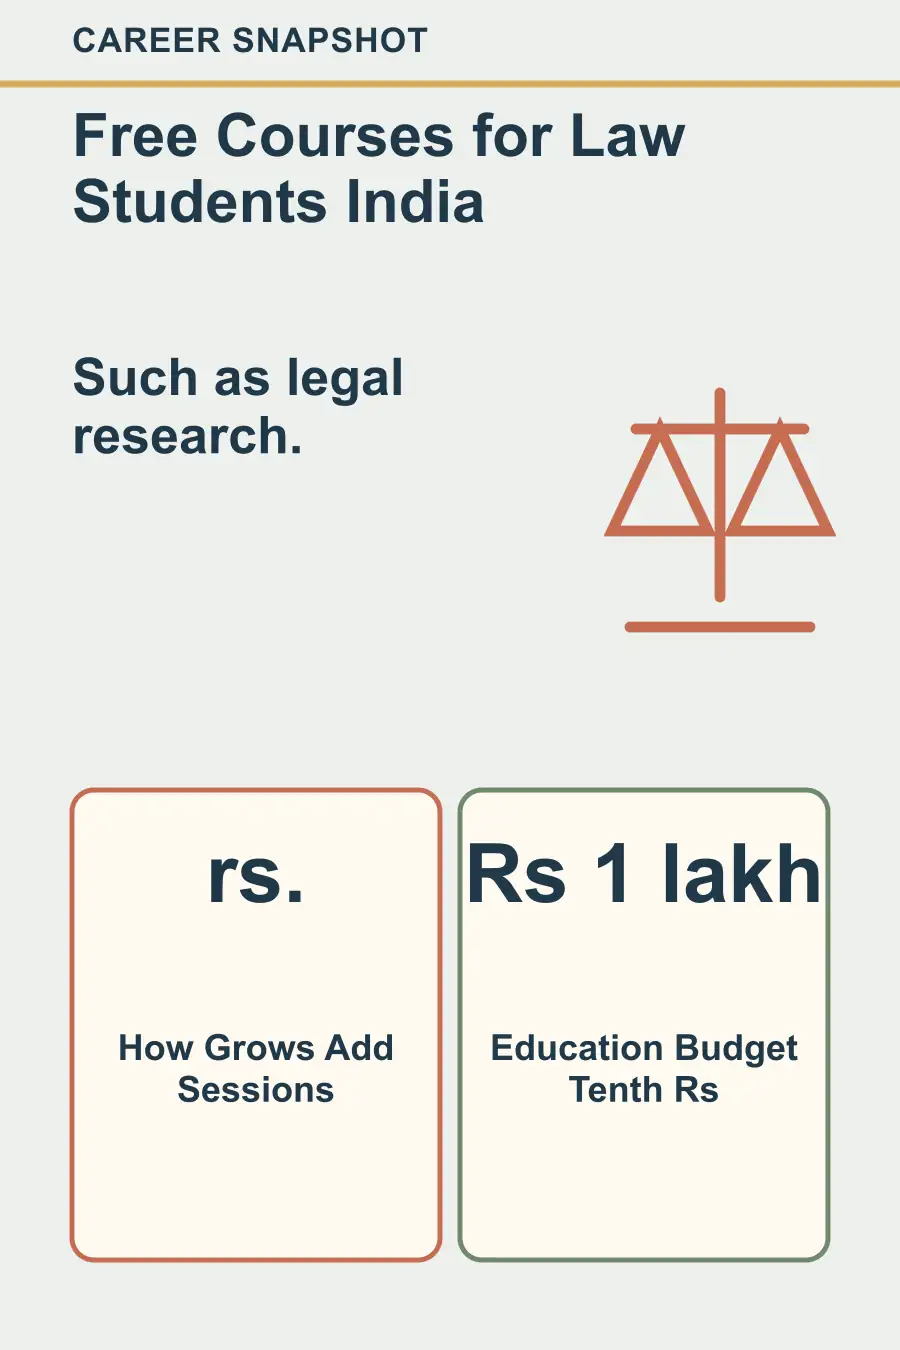 CAREER SNAPSHOT
Free Courses for Law
Students India
Such as legal
research.
rs.
How Grows Add
Sessions
Rs 1 lakh
Education Budget
Tenth Rs